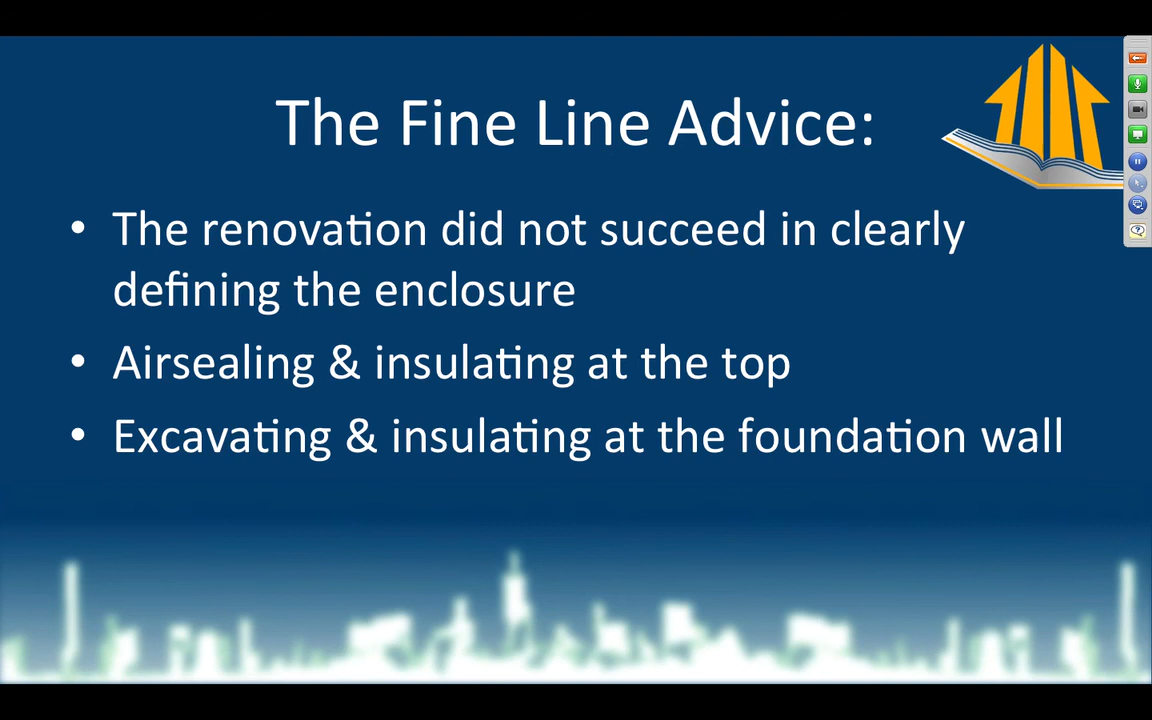 The Fine Line Advice:
• The renovation did not succeed in clearly
defining the enclosure
• Airsealing & insulating at the top
• Excavating & insulating at the foundation wall